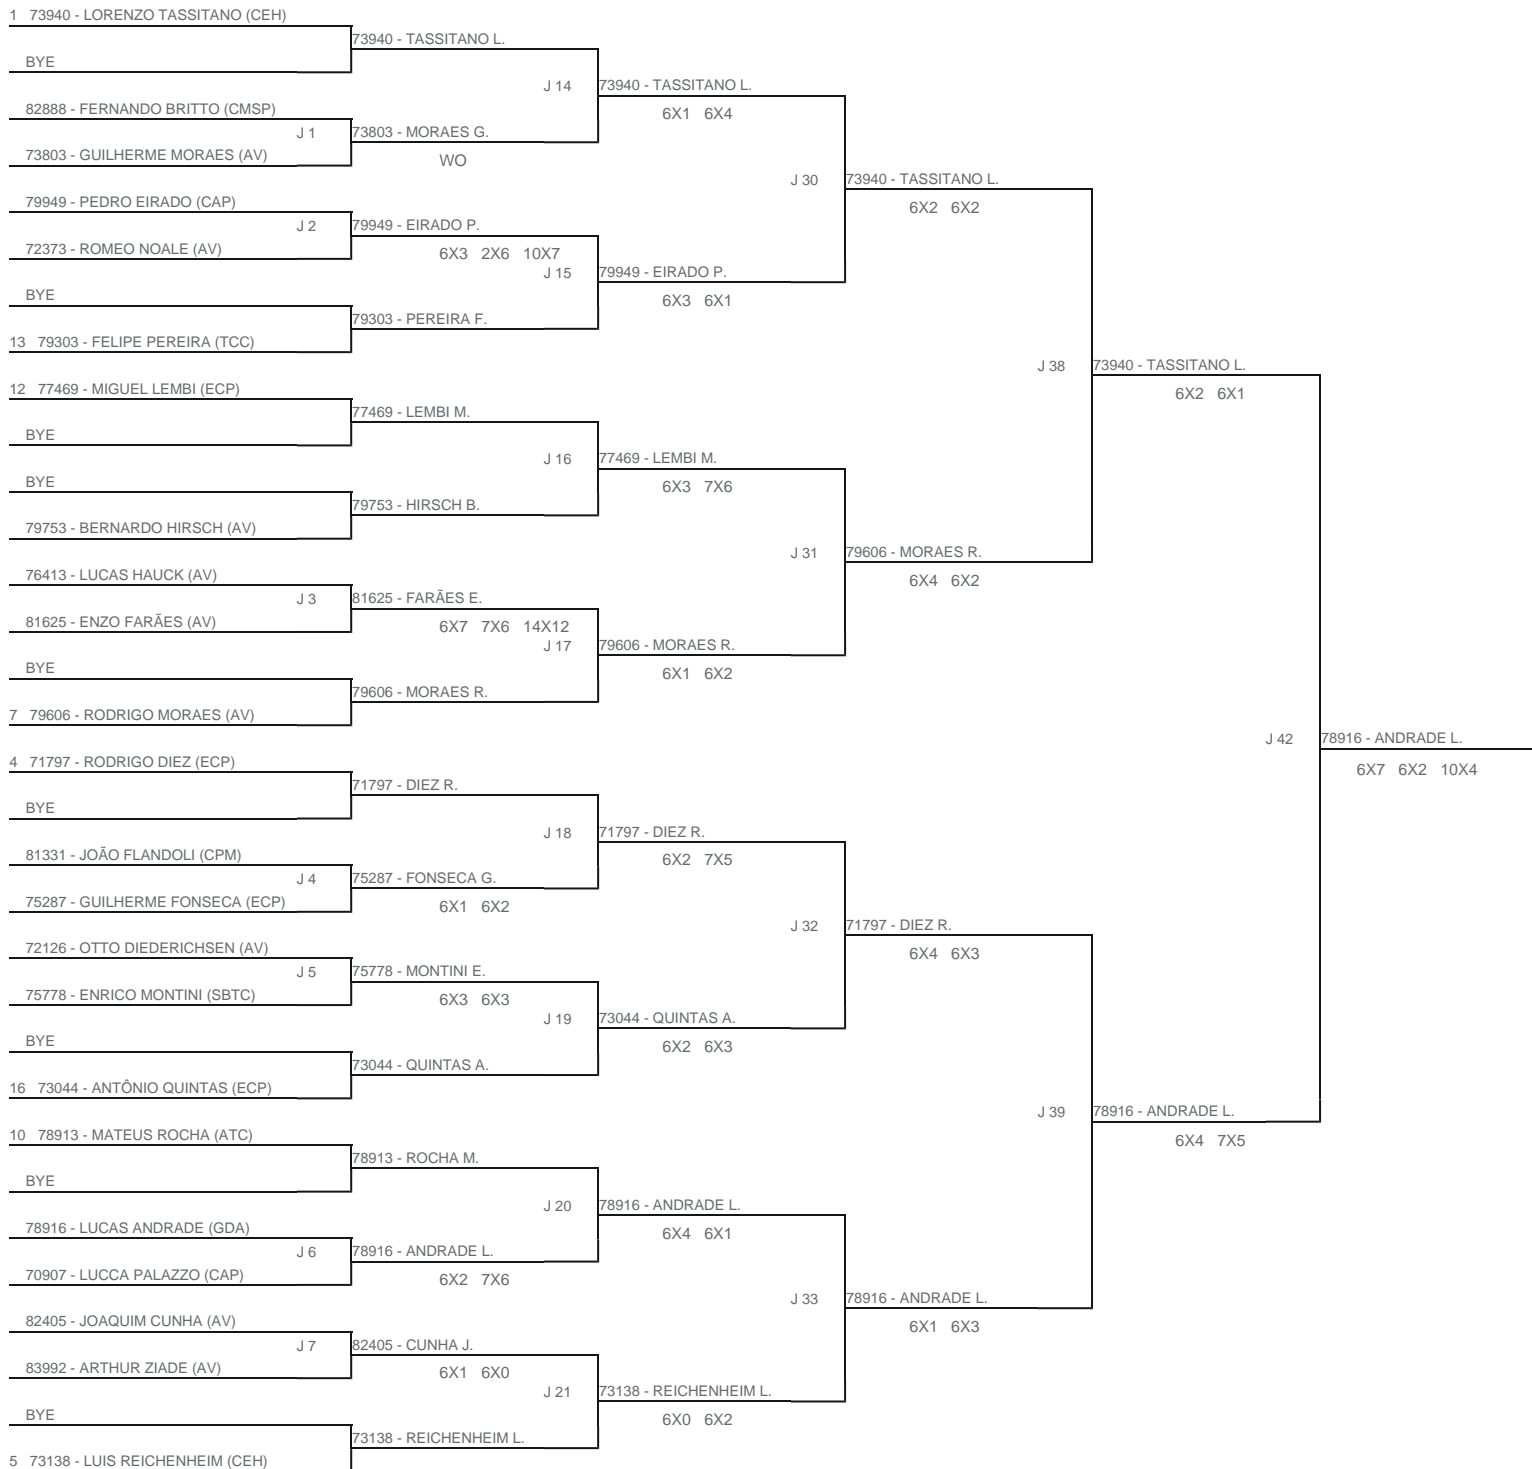 1 73940 - LORENZO TASSITANO (CEH)
73940 - TASSITANO L.
BYE
J 14 73940 - TASSITANO L.
6X1 6X4
82888 - FERNANDO BRITTO (CMSP)
J 1 73803 - MORAES G.
73803 - GUILHERME MORAES (AV)
WO
J 30 73940 - TASSITANO L.
6X2 6X2
79949 - PEDRO EIRADO (CAP)
J 2 79949 - EIRADO P.
72373 - ROMEO NOALE (AV)
6X3 2X6 10X7
J 15 79949 - EIRADO P.
BYE
6X3 6X1
79303 - PEREIRA F.
13 79303 - FELIPE PEREIRA (TCC)
J 38 73940 - TASSITANO L.
12 77469 - MIGUEL LEMBI (ECP)
6X2 6X1
77469 - LEMBI M.
BYE
J 16 77469 - LEMBI M.
BYE
6X3 7X6
79753 - HIRSCH B.
79753 - BERNARDO HIRSCH (AV)
J 31 79606 - MORAES R.
76413 - LUCAS HAUCK (AV)
6X4 6X2
J 3 81625 - FARÃES E.
81625 - ENZO FARÃES (AV)
6X7 7X6 14X12
J 17 79606 - MORAES R.
BYE
6X1 6X2
79606 - MORAES R.
7 79606 - RODRIGO MORAES (AV)
J 42 78916 - ANDRADE L.
4 71797 - RODRIGO DIEZ (ECP)
6X7 6X2 10X4
71797 - DIEZ R.
BYE
J 18 71797 - DIEZ R.
81331 - JOÃO FLANDOLI (CPM)
6X2 7X5
J 4 75287 - FONSECA G.
75287 - GUILHERME FONSECA (ECP)
6X1 6X2
J 32 71797 - DIEZ R.
72126 - OTTO DIEDERICHSEN (AV)
6X4 6X3
J 5 75778 - MONTINI E.
75778 - ENRICO MONTINI (SBTC)
6X3 6X3
J 19 73044 - QUINTAS A.
BYE
6X2 6X3
73044 - QUINTAS A.
16 73044 - ANTÔNIO QUINTAS (ECP)
J 39 78916 - ANDRADE L.
10 78913 - MATEUS ROCHA (ATC)
6X4 7X5
78913 - ROCHA M.
BYE
J 20 78916 - ANDRADE L.
78916 - LUCAS ANDRADE (GDA)
6X4 6X1
J 6 78916 - ANDRADE L.
70907 - LUCCA PALAZZO (CAP)
6X2 7X6
J 33 78916 - ANDRADE L.
82405 - JOAQUIM CUNHA (AV)
6X1 6X3
J 7 82405 - CUNHA J.
83992 - ARTHUR ZIADE (AV)
6X1 6X0
J 21 73138 - REICHENHEIM L.
BYE
6X0 6X2
73138 - REICHENHEIM L.
5 73138 - LUIS REICHENHEIM (CEH)